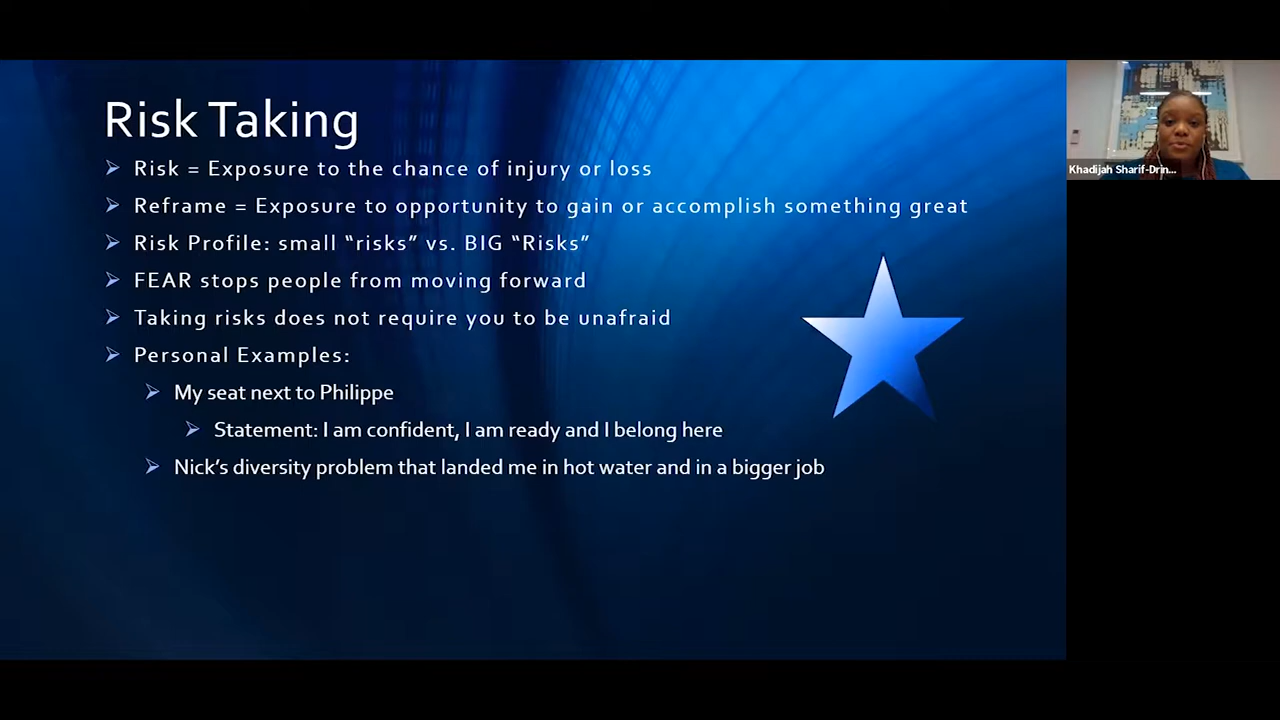 Risk Taking
Risk = Exposure to the chance of injury or loss
Reframe = Exposure to opportunity to gain or accomplish something great
Risk Profile: small “risks” vs. BIG “Risks”
FEAR stops people from moving forward
Taking risks does not require you to be unafraid
Personal Examples:
My seat next to Philippe
Statement: I am confident, I am ready and I belong here
Nick’s diversity problem that landed me in hot water and in a bigger job
Khadijah Sharif-Drin...